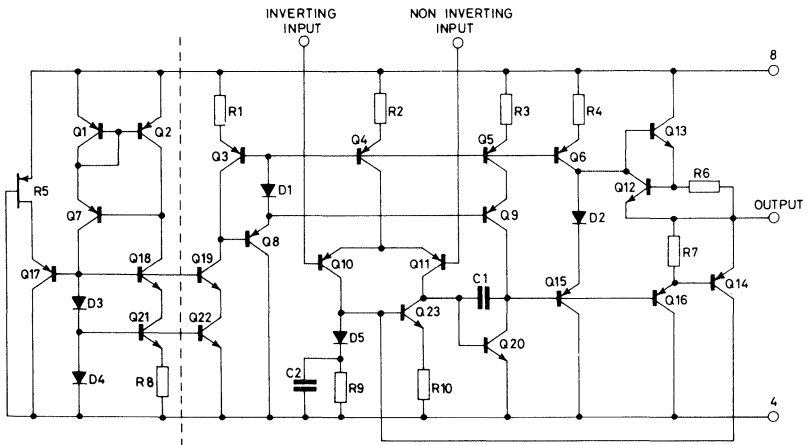 INVERTING
INPUT
NON INVERTING
INPUT
8
R1
R2
R3
R4
Q1
Q2
Q3
Q4
Q5
Q6
Q13
R5
D1
Q12
R6
Q7
Q8
Q9
D2
OUTPUT
R7
Q17
Q18
Q19
Q10
Q11
C1
Q15
Q16
Q14
D3
Q21
Q22
D5
Q23
Q20
D4
R8
C2
R9
R10
4